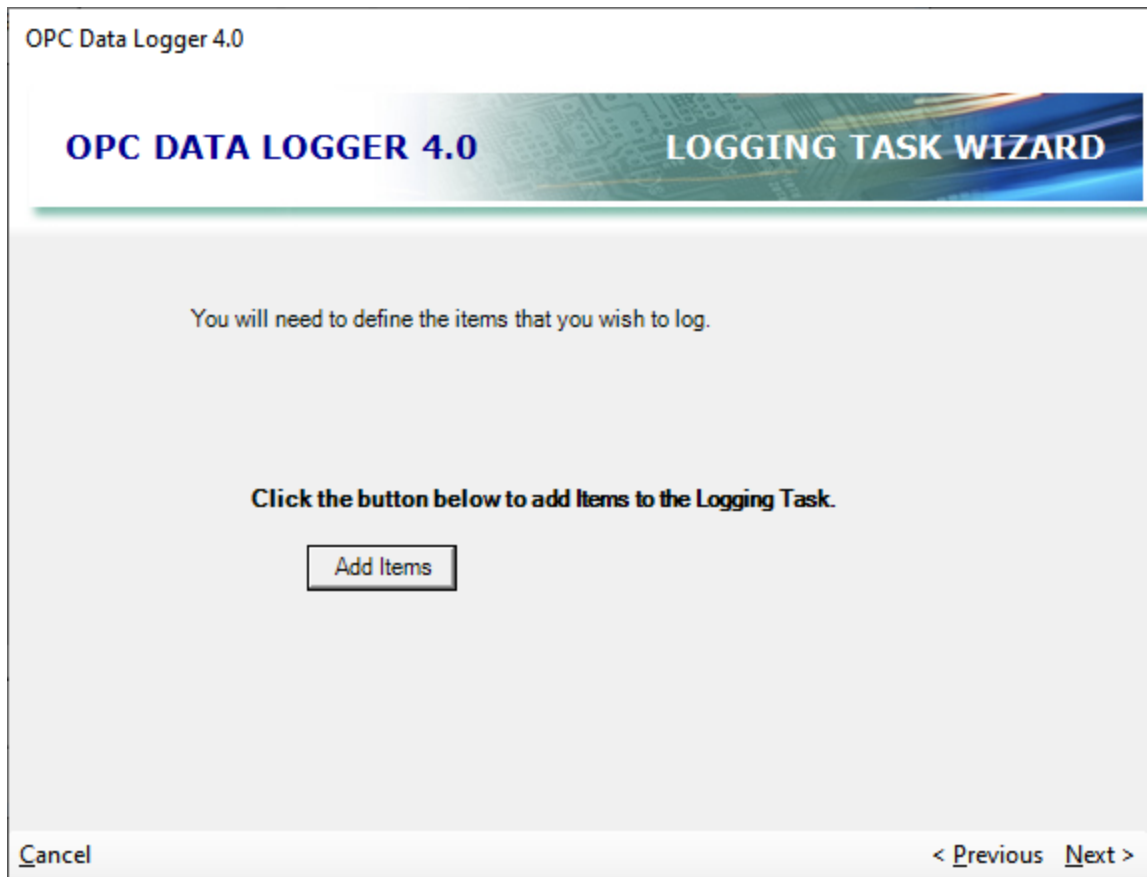 OPC Data Logger 4.0
OPC DATA LOGGER 4.0 LOGGING TASK WIZARD
You will need to define the items that you wish to log.
Click the button below to add Items to the Logging Task.
Add Items
Cancel < Previous Next >